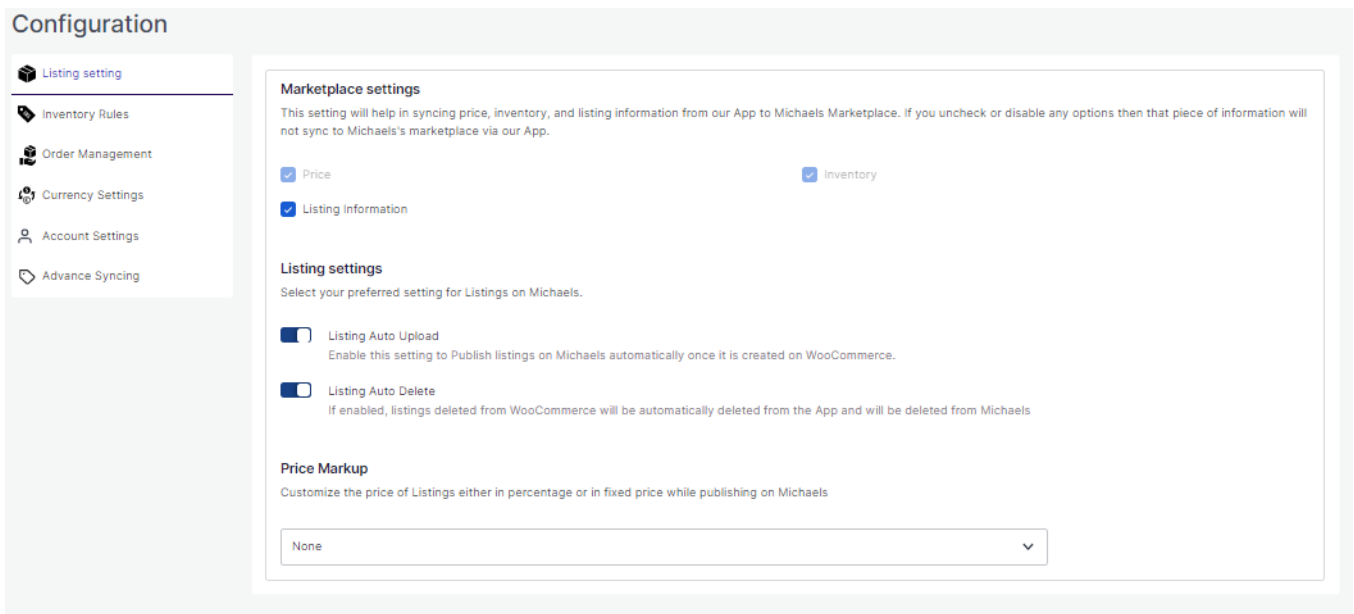 Configuration
Listing setting
Inventory Rules
Order Management
Currency Settings
Account Settings
Advance Syncing
Marketplace settings
This setting will help in syncing price, inventory, and listing information from our App to Michaels Marketplace. If you uncheck or disable any options then that piece of information will
not sync to Michaels's marketplace via our App.
Price
Inventory
Listing Information
Listing settings
Select your preferred setting for Listings on Michaels.
Listing Auto Upload
Enable this setting to Publish listings on Michaels automatically once it is created on WooCommerce.
Listing Auto Delete
If enabled, listings deleted from WooCommerce will be automatically deleted from the App and will be deleted from Michaels
Price Markup
Customize the price of Listings either in percentage or in fixed price while publishing on Michaels
None